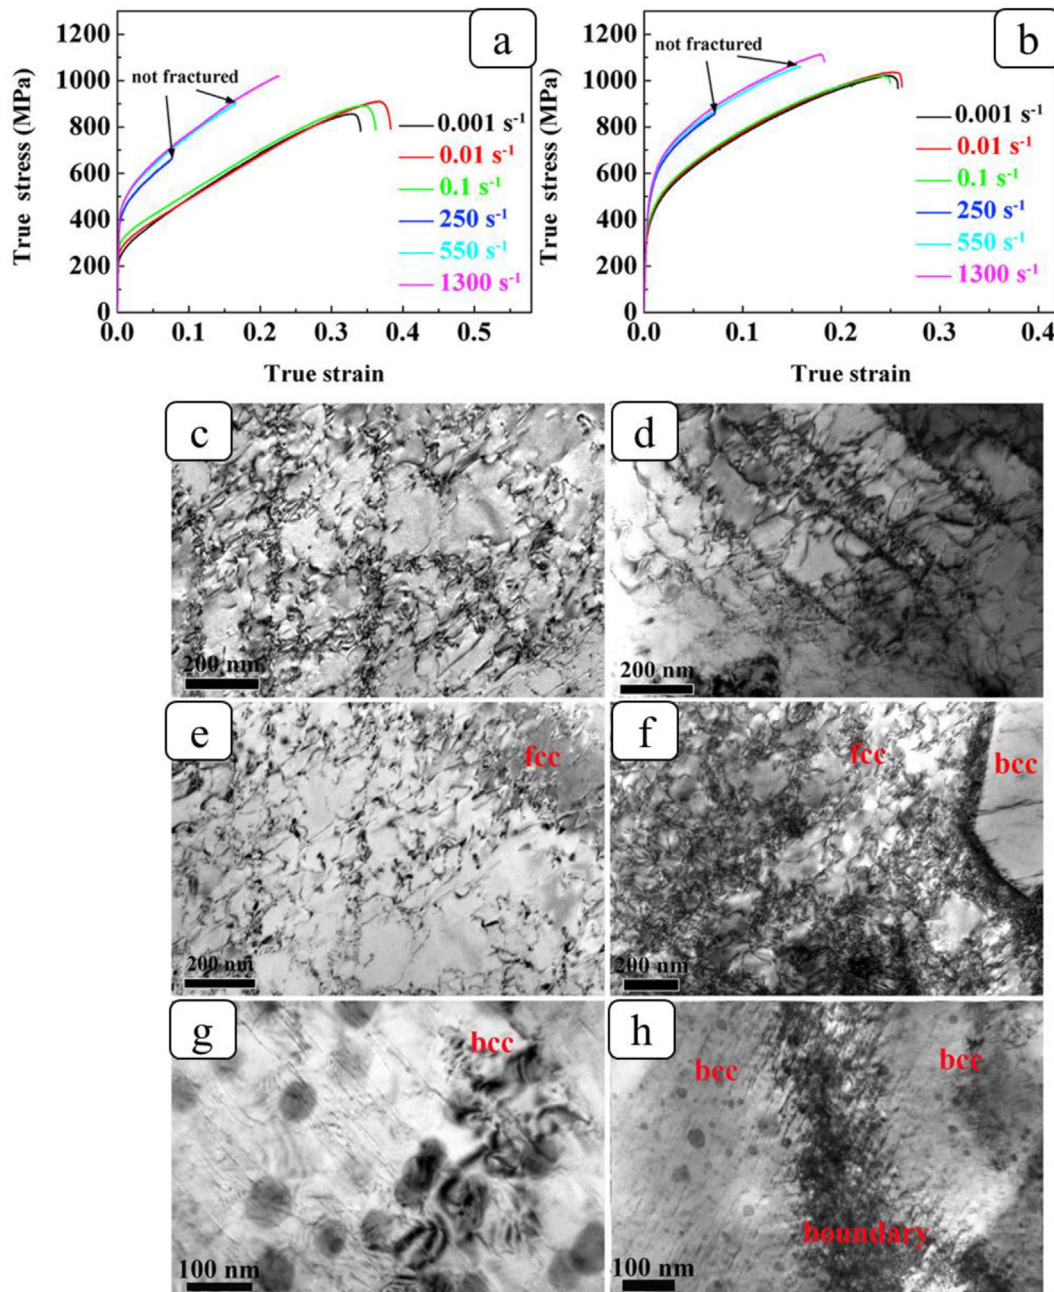 a
b
1200
1000
800
600
400
200
0
True stress (MPa)
not fractured
0.001 s⁻¹
0.01 s⁻¹
0.1 s⁻¹
250 s⁻¹
550 s⁻¹
1300 s⁻¹
0.0 0.1 0.2 0.3 0.4 0.5
True strain
1200
1000
800
600
400
200
0
True stress (MPa)
not fractured
0.001 s⁻¹
0.01 s⁻¹
0.1 s⁻¹
250 s⁻¹
550 s⁻¹
1300 s⁻¹
0.0 0.1 0.2 0.3 0.4
True strain
c
200 nm
d
200 nm
e
fcc
200 nm
f
fcc
bcc
200 nm
g
bcc
100 nm
h
bcc
bcc
boundary
100 nm